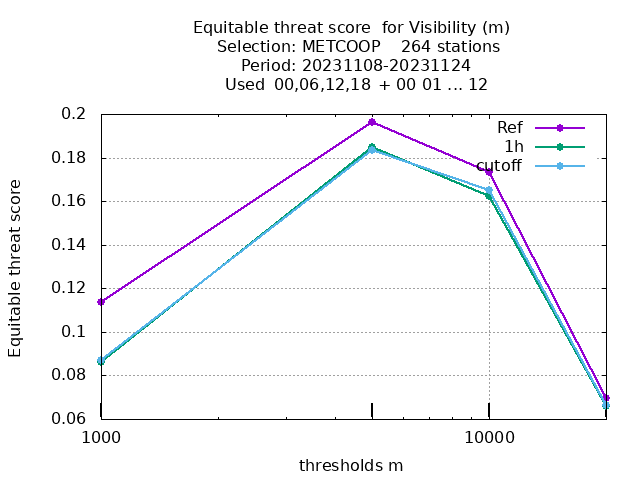 Equitable threat score  for Visibility (m)
Selection: METCOOP    264 stations
Period: 20231108-20231124
Used  00,06,12,18  + 00 01 ... 12
Equitable threat score
0.2
0.18
0.16
0.14
0.12
0.1
0.08
0.06
Ref
1h
cutoff
1000
10000
thresholds m